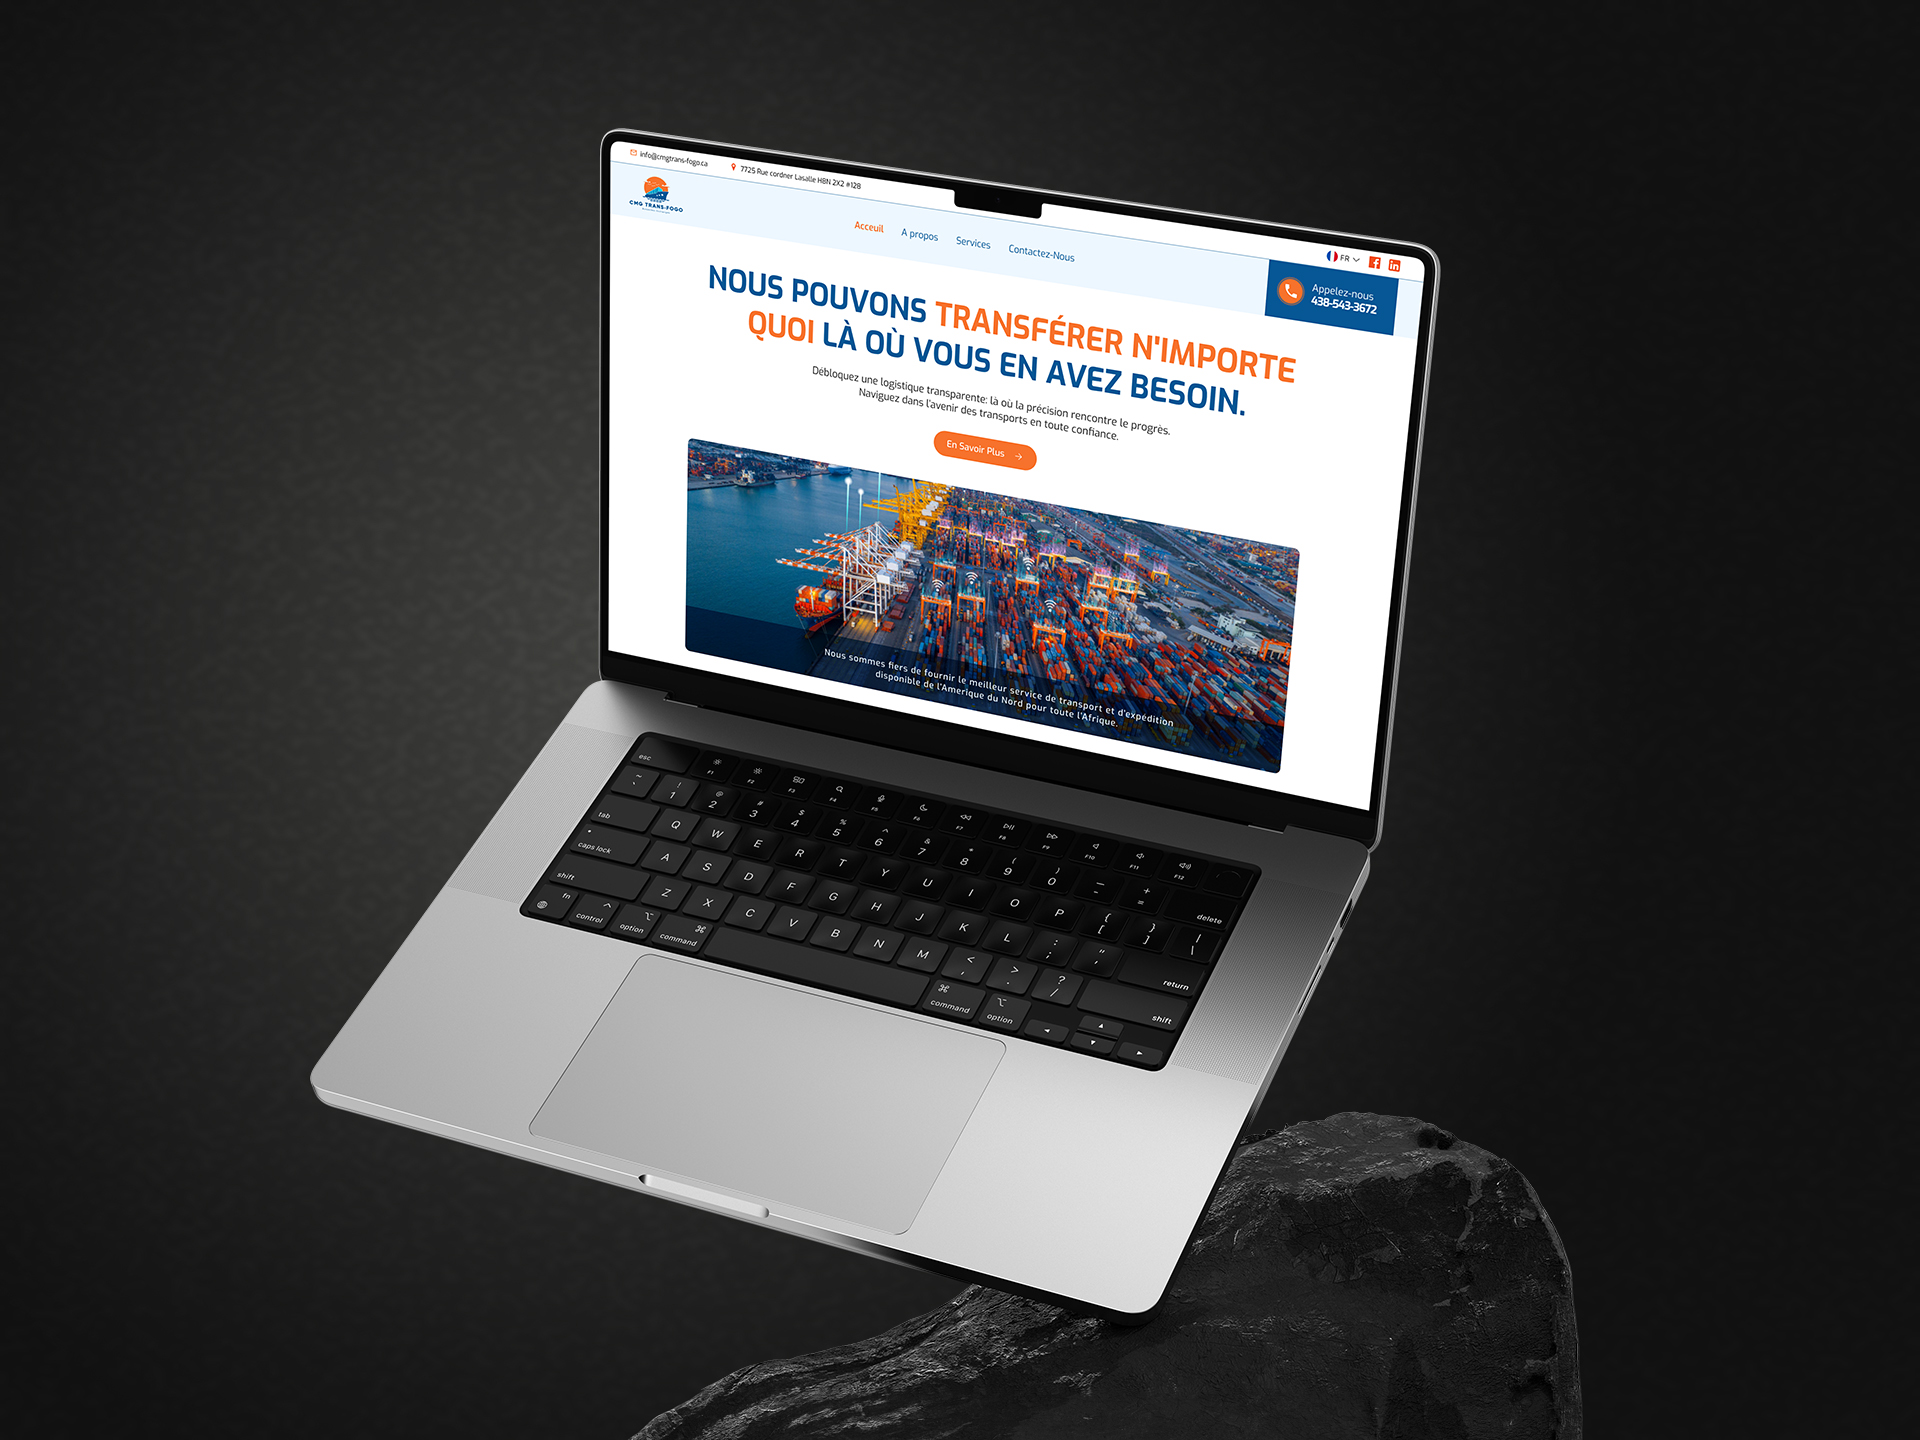 info@cmgtrans-fogo.ca
7725 Rue cordner Lasalle H8N 2X2 #128
FR
CMG TRANS-FOGO
Acceuil
A propos
Services
Contactez-Nous
Appelez-nous
438-543-3672
NOUS POUVONS TRANSFÉRER N'IMPORTE
QUOI LÀ OÙ VOUS EN AVEZ BESOIN.
Débloquez une logistique transparente: là où la précision rencontre le progrès.
Naviguez dans l'avenir des transports en toute confiance.
En Savoir Plus
Nous sommes fiers de fournir le meilleur service de transport et d'expédition
disponible de l'Amerique du Nord pour toute l'Afrique.
esc F1 F2 F3 F4 F5 F6 F7 F8 F9 F10 F11 F12
~ ` ! 1 @ 2 # 3 $ 4 % 5 ^ 6 & 7 * 8 ( 9 ) 0 — - + = delete
tab Q W E R T Y U I O P { [ } ] | \
caps lock A S D F G H J K L : ; " ' return
shift Z X C V B N M < , > . ? / shift
fn control option command command option